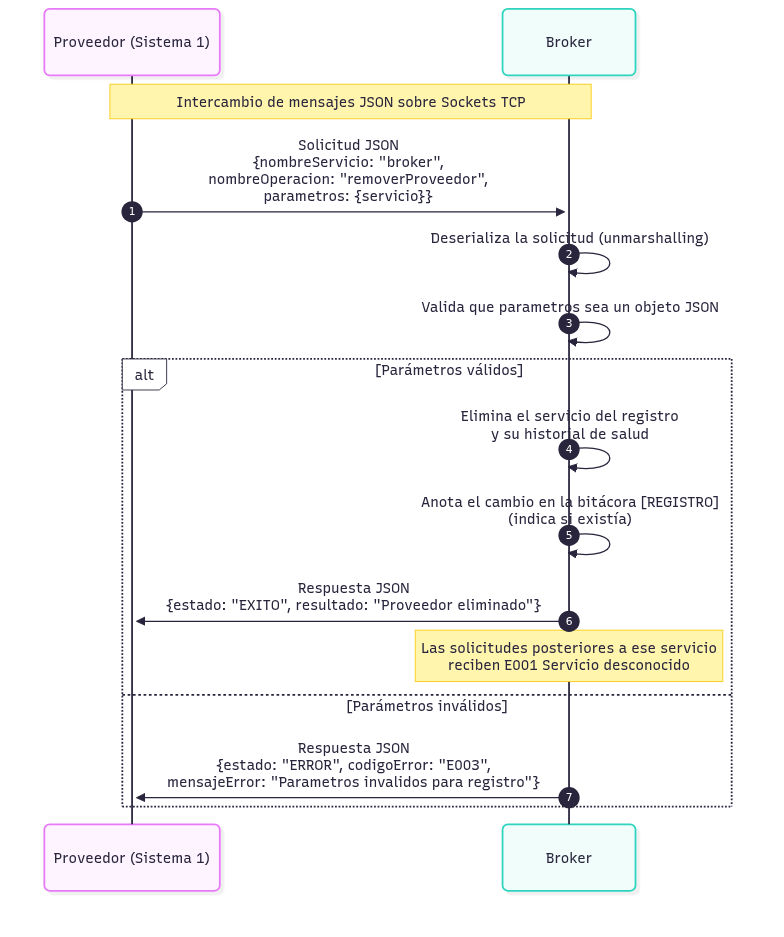 Proveedor (Sistema 1)
Broker
Intercambio de mensajes JSON sobre Sockets TCP
Solicitud JSON
{nombreServicio: "broker",
nombreOperacion: "removerProveedor",
parametros: {servicio}}
1
Deserializa la solicitud (unmarshalling)
2
Valida que parametros sea un objeto JSON
3
alt
[Parámetros válidos]
Elimina el servicio del registro
y su historial de salud
4
Anota el cambio en la bitácora [REGISTRO]
(indica si existía)
5
Respuesta JSON
{estado: "EXITO", resultado: "Proveedor eliminado"}
6
Las solicitudes posteriores a ese servicio
reciben E001 Servicio desconocido
[Parámetros inválidos]
Respuesta JSON
{estado: "ERROR", codigoError: "E003",
mensajeError: "Parametros invalidos para registro"}
7
Proveedor (Sistema 1)
Broker